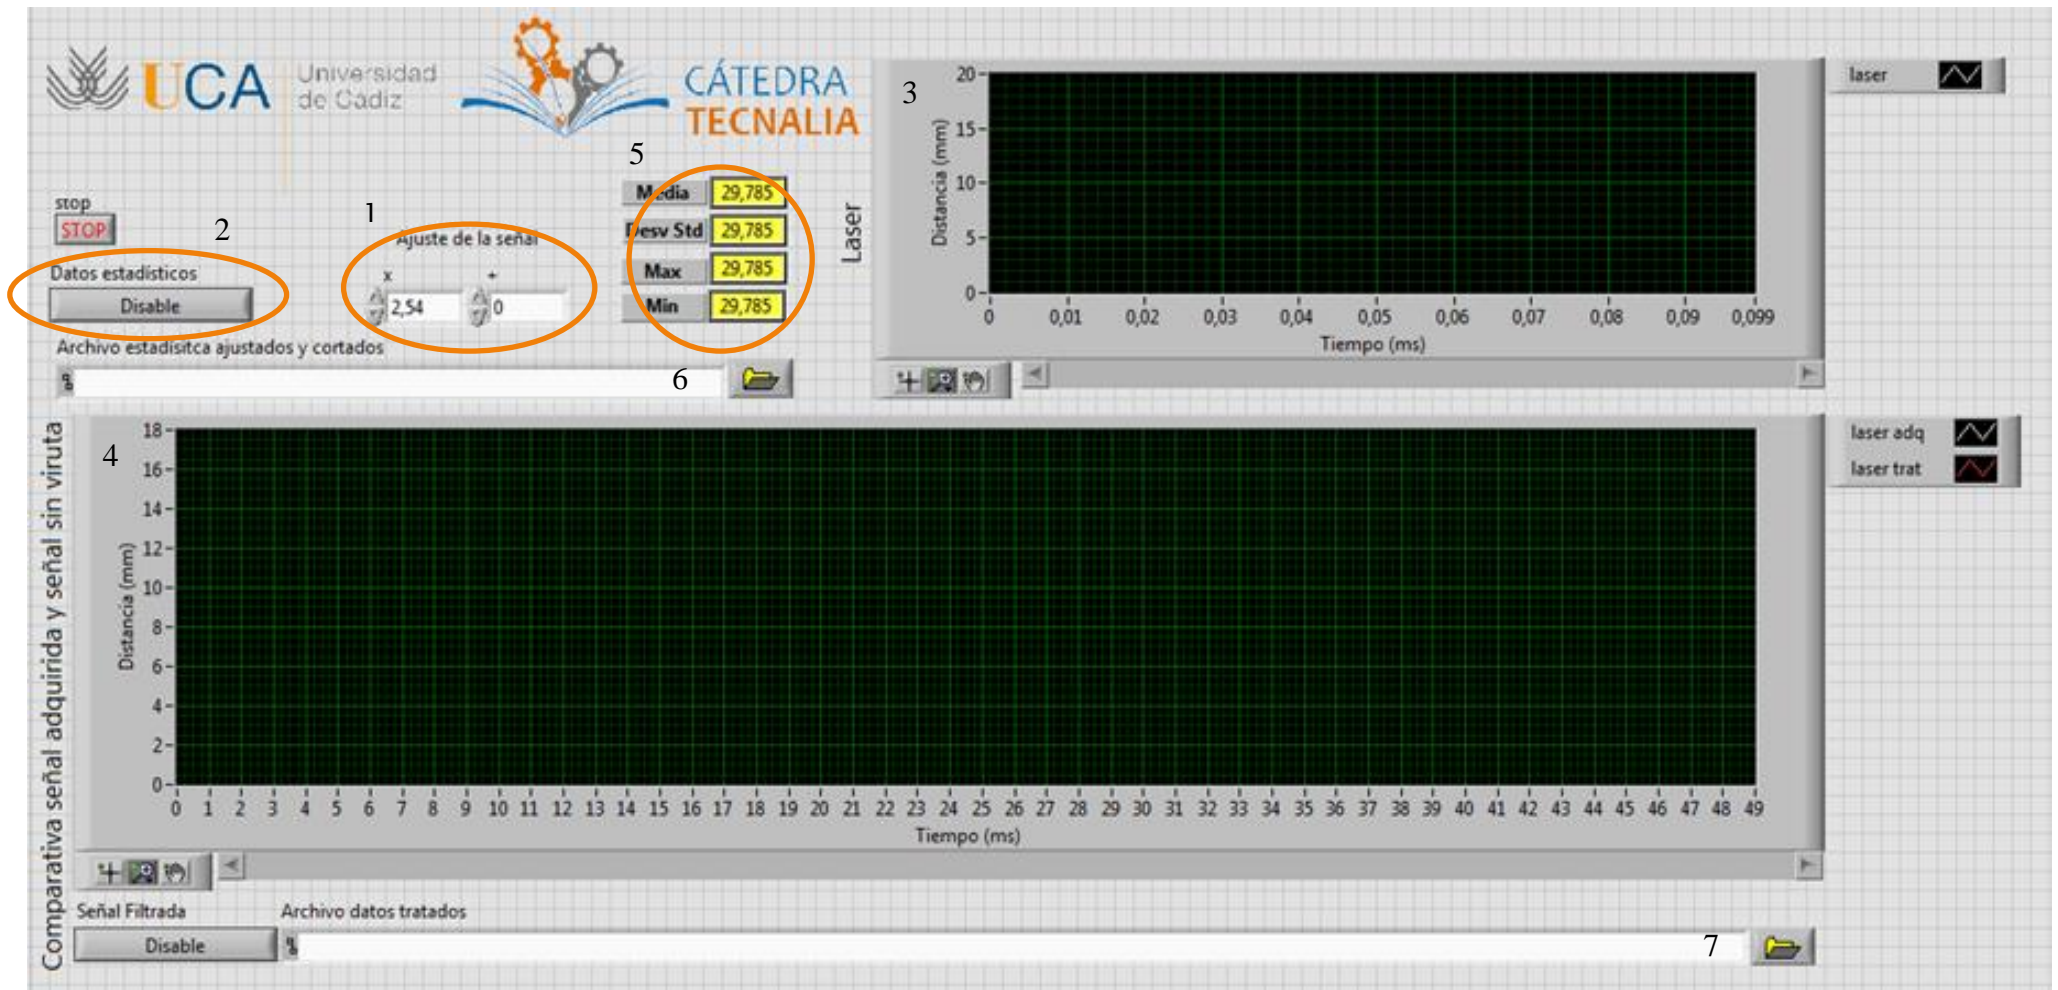 UCA
Universidad
de Cádiz
CÁTEDRA
TECNALIA
stop
STOP
2
Datos estadísticos
Disable
1
Ajuste de la señal
x +
2,54 0
5
Media 29,785
Desv Std 29,785
Max 29,785
Min 29,785
Archivo estadisitca ajustados y cortados
6
Laser
3
Distancia (mm)
20
15
10
5
0
0 0,01 0,02 0,03 0,04 0,05 0,06 0,07 0,08 0,09 0,099
Tiempo (ms)
laser
Comparativa señal adquirida y señal sin viruta
4
Distancia (mm)
18
16
14
12
10
8
6
4
2
0
0 1 2 3 4 5 6 7 8 9 10 11 12 13 14 15 16 17 18 19 20 21 22 23 24 25 26 27 28 29 30 31 32 33 34 35 36 37 38 39 40 41 42 43 44 45 46 47 48 49
Tiempo (ms)
laser adq
laser trat
Señal Filtrada
Disable
Archivo datos tratados
7